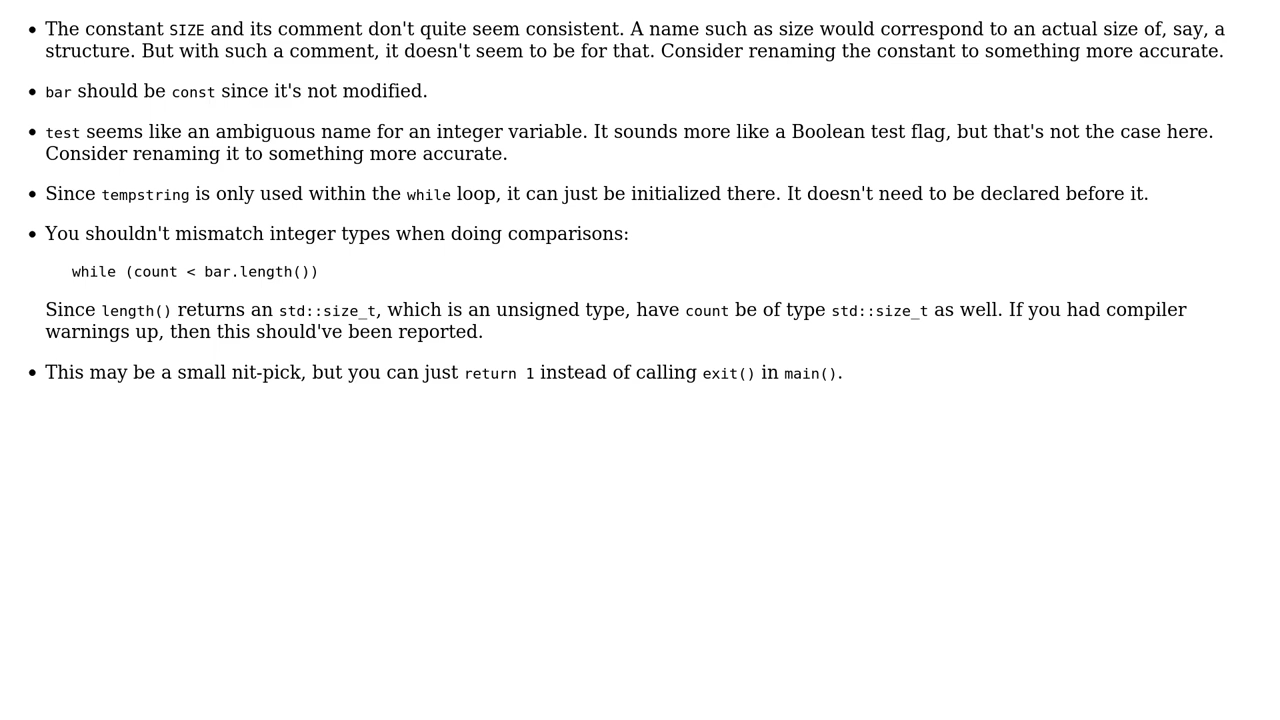 • The constant SIZE and its comment don't quite seem consistent. A name such as size would correspond to an actual size of, say, a
structure. But with such a comment, it doesn't seem to be for that. Consider renaming the constant to something more accurate.
• bar should be const since it's not modified.
• test seems like an ambiguous name for an integer variable. It sounds more like a Boolean test flag, but that's not the case here.
Consider renaming it to something more accurate.
• Since tempstring is only used within the while loop, it can just be initialized there. It doesn't need to be declared before it.
• You shouldn't mismatch integer types when doing comparisons:
while (count < bar.length())
Since length() returns an std::size_t, which is an unsigned type, have count be of type std::size_t as well. If you had compiler
warnings up, then this should've been reported.
• This may be a small nit-pick, but you can just return 1 instead of calling exit() in main().